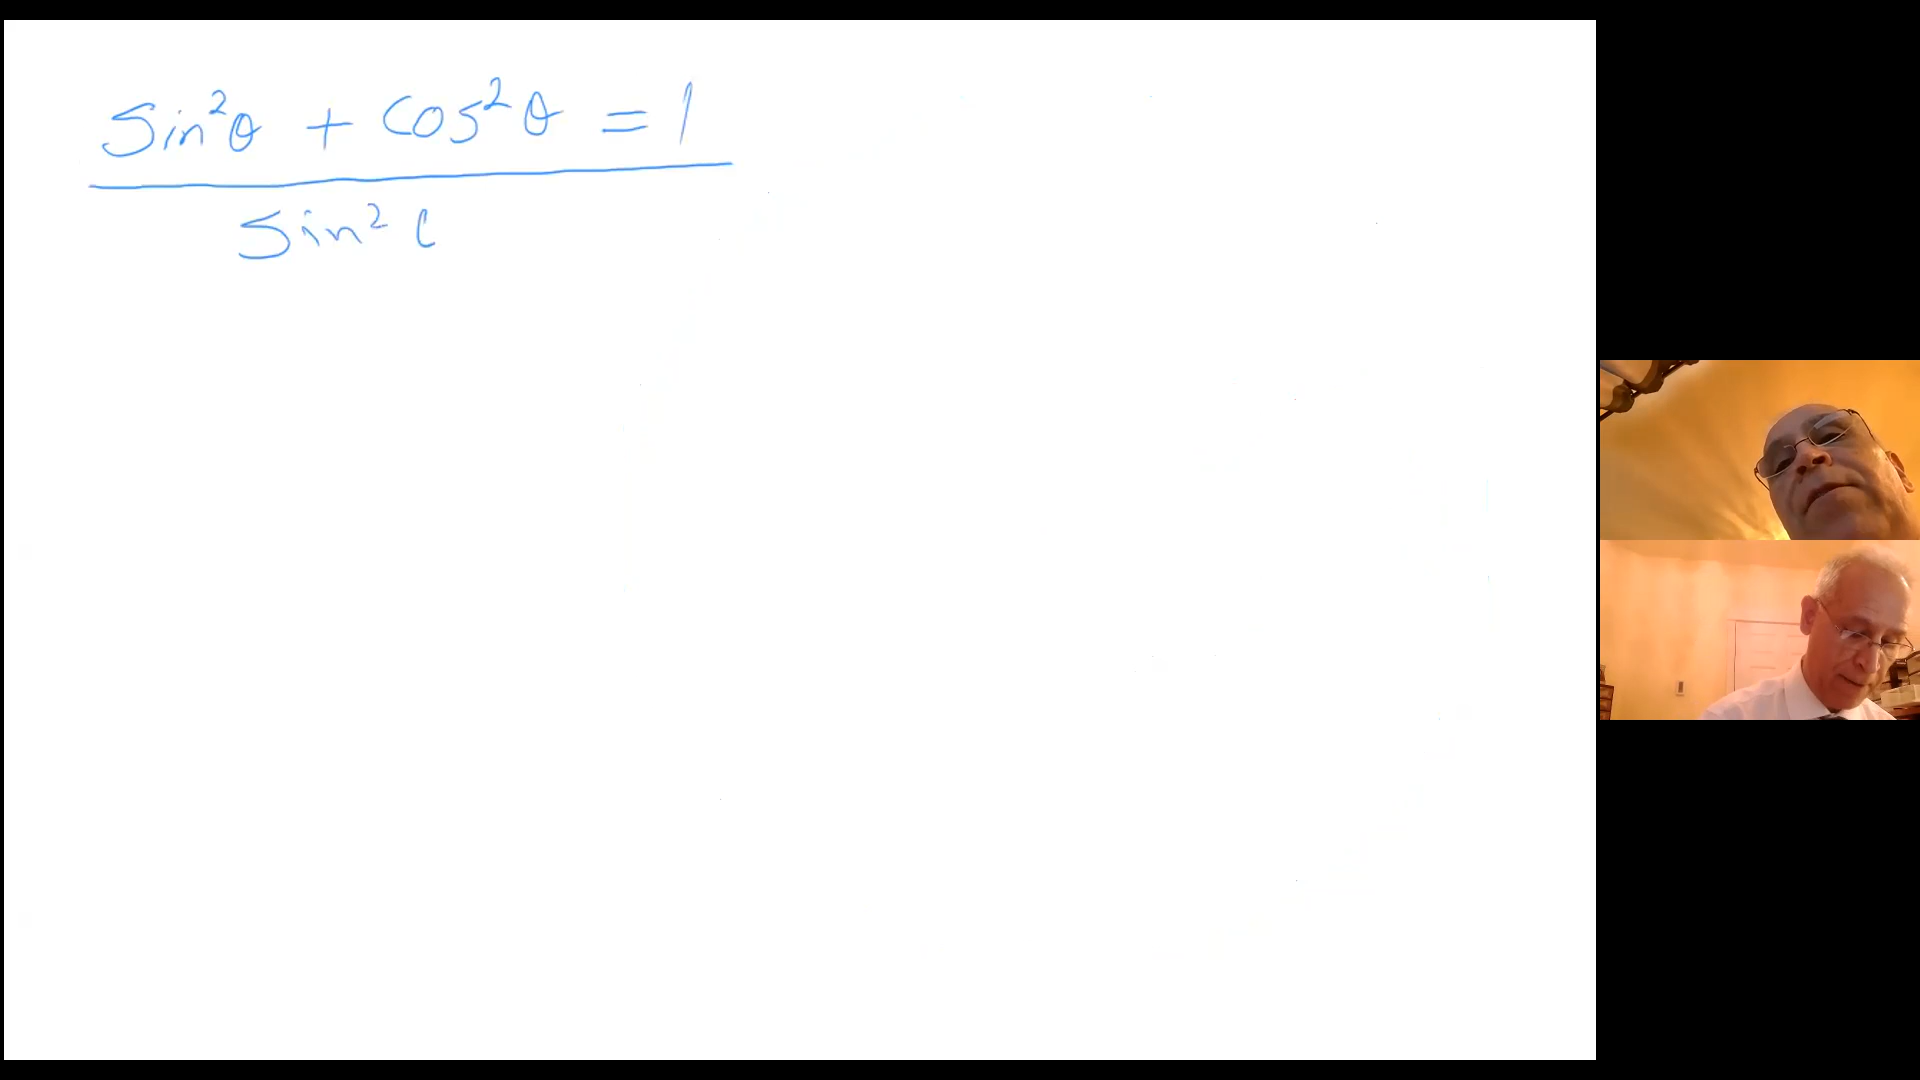 Sin²θ + Cos²θ = 1
Sin²